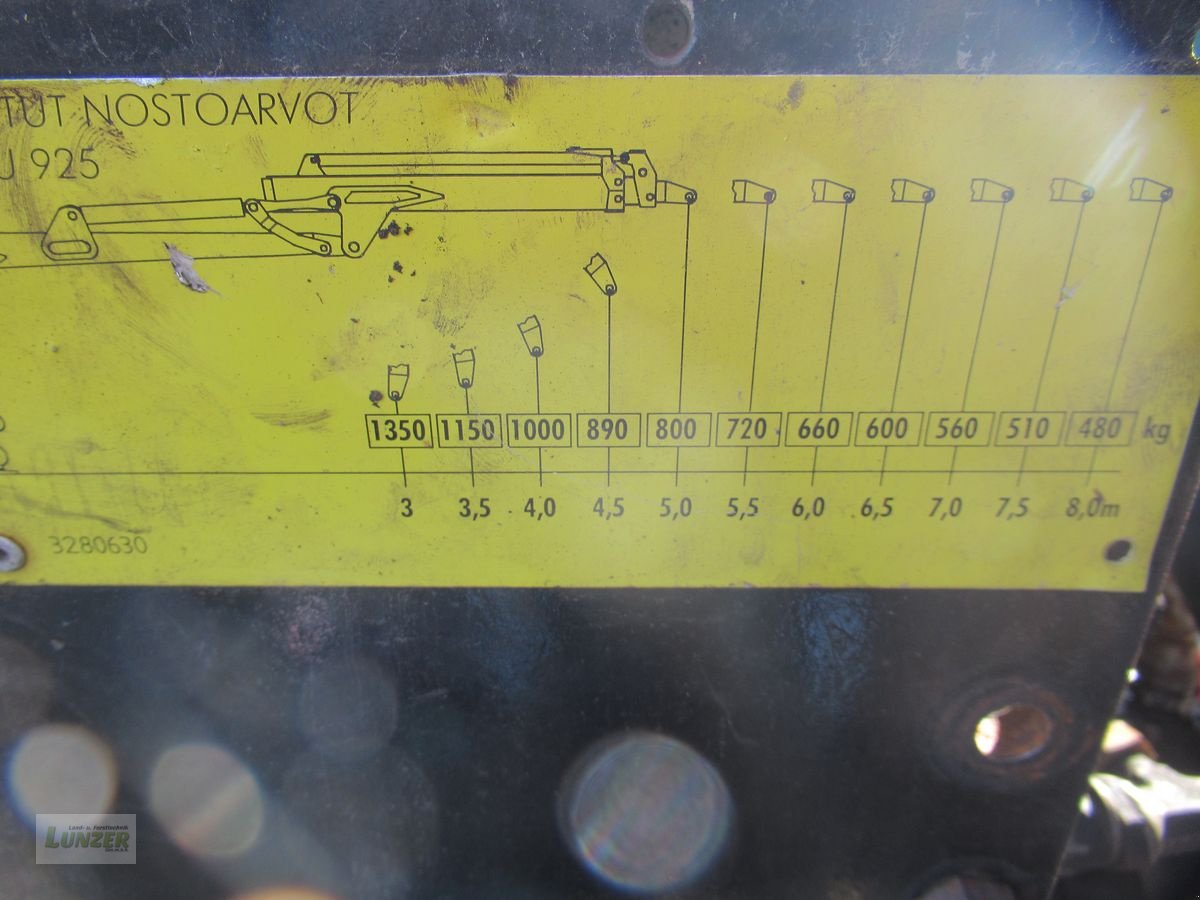 TUT NOSTOARVOT
925
1350 1150 1000 890 800 720 660 600 560 510 480 kg
3 3,5 4,0 4,5 5,0 5,5 6,0 6,5 7,0 7,5 8,0m
3280630
Land- u. Forsttechnik
LUNZER